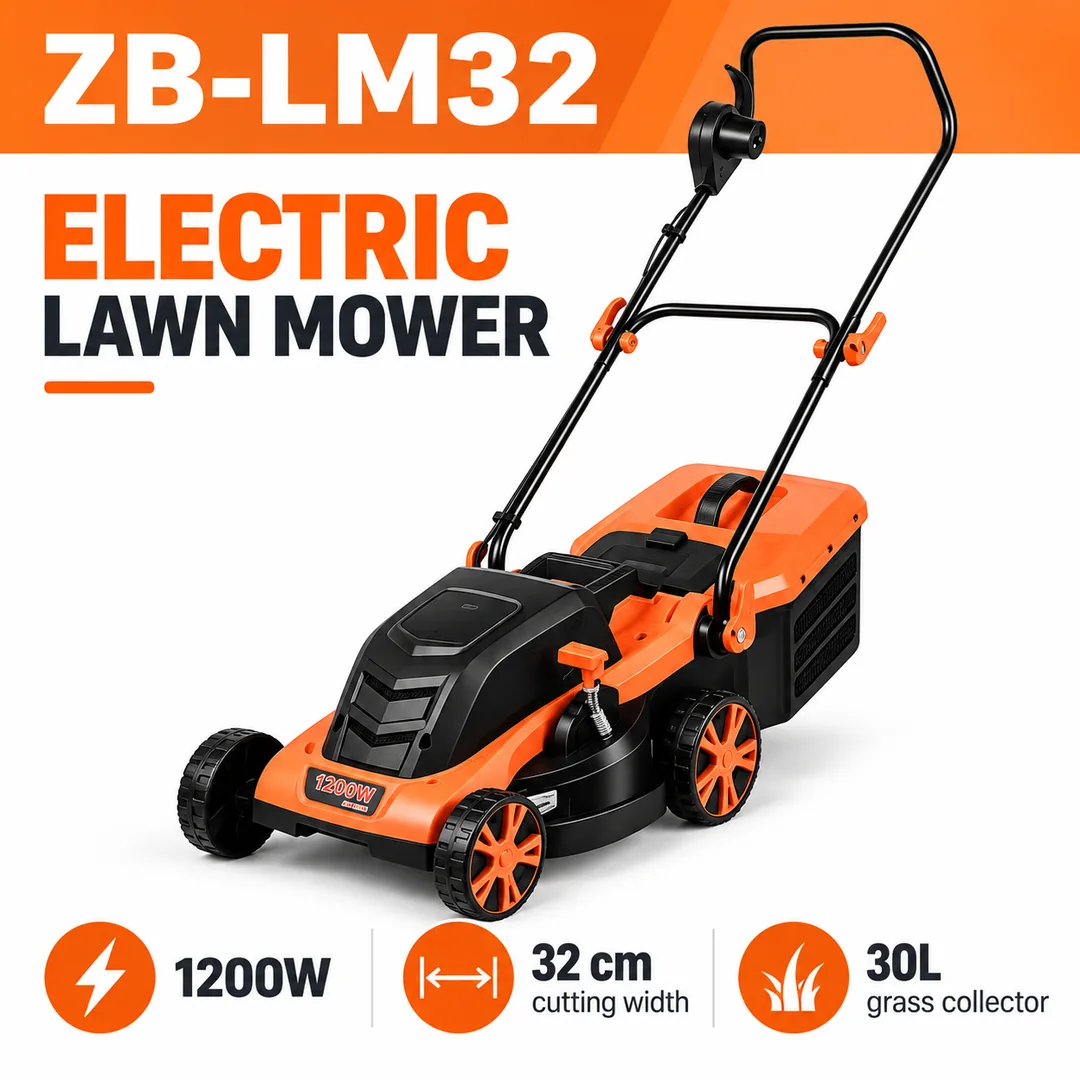 ZB-LM32
ELECTRIC
LAWN MOWER
1200W
1200W
32 cm
cutting width
30L
grass collector